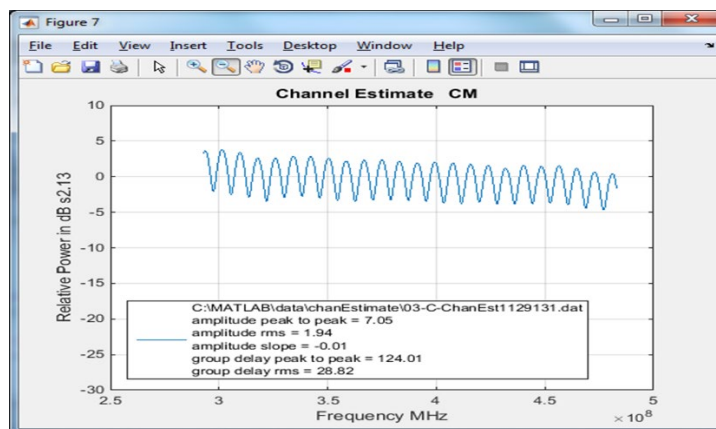 Figure 7
File Edit View Insert Tools Desktop Window Help
Channel Estimate CM
10
5
0
-5
-10
-15
-20
-25
-30
Relative Power in dB s2.13
C:\MATLAB\data\chanEstimate\03-C-ChanEst1129131.dat
amplitude peak to peak = 7.05
amplitude rms = 1.94
amplitude slope = -0.01
group delay peak to peak = 124.01
group delay rms = 28.82
2.5 3 3.5 4 4.5 5
Frequency MHz
× 10⁸